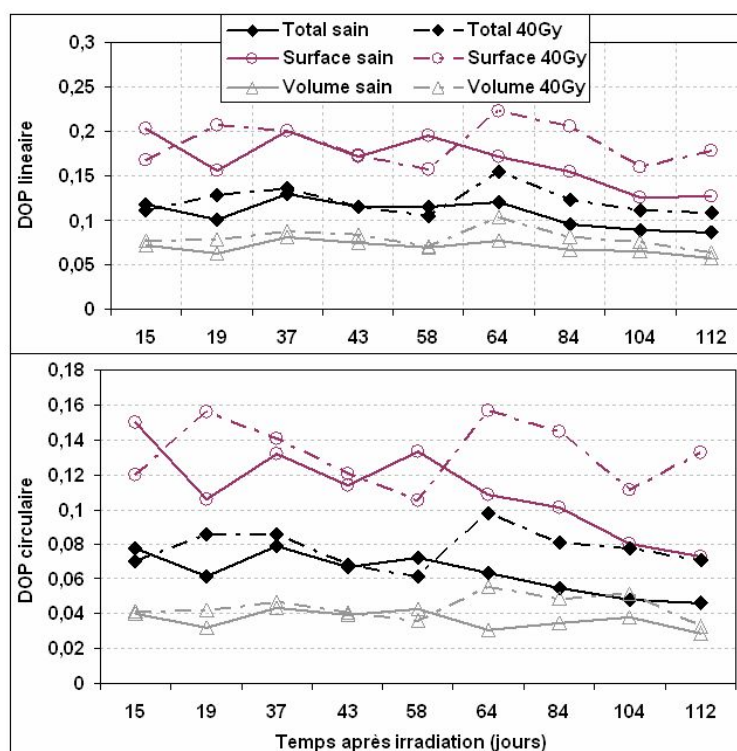 Total sain Total 40Gy
Surface sain Surface 40Gy
Volume sain Volume 40Gy
DOP lineaire
0,3
0,25
0,2
0,15
0,1
0,05
0
15 19 37 43 58 64 84 104 112
DOP circulaire
0,18
0,16
0,14
0,12
0,1
0,08
0,06
0,04
0,02
0
15 19 37 43 58 64 84 104 112
Temps après irradiation (jours)